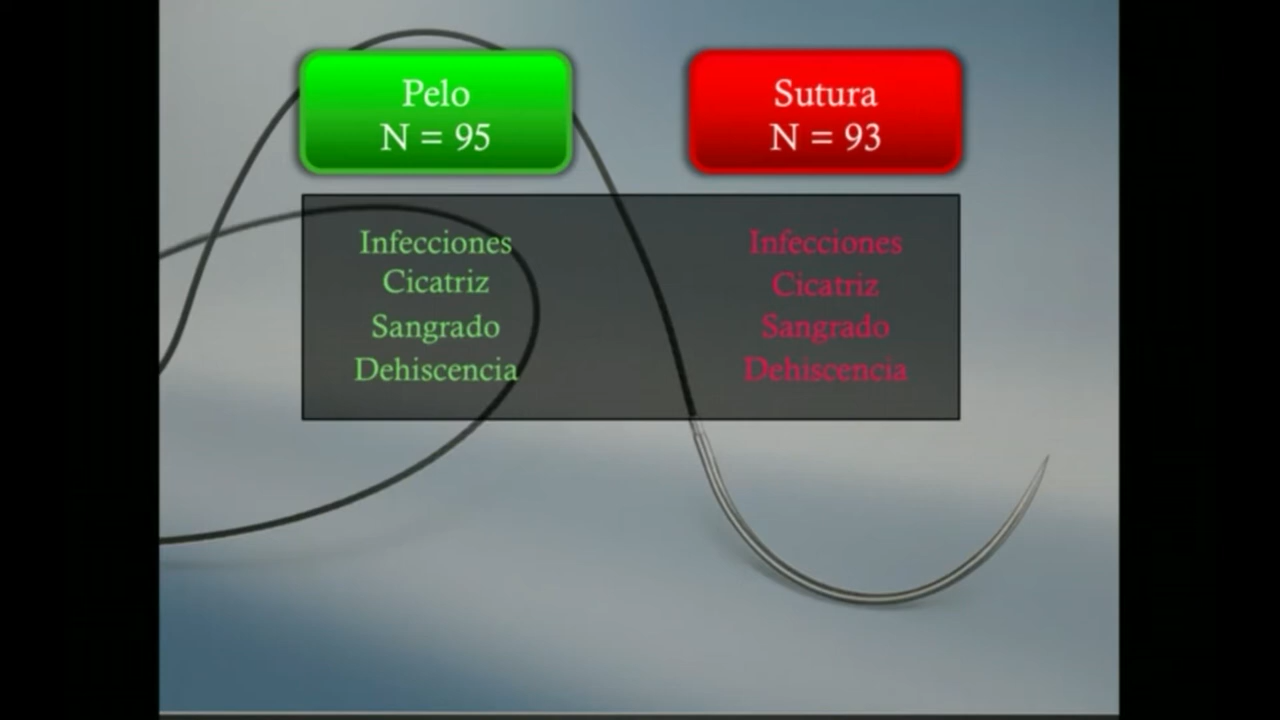 Pelo
N = 95
Sutura
N = 93
Infecciones
Cicatriz
Sangrado
Dehiscencia
Infecciones
Cicatriz
Sangrado
Dehiscencia